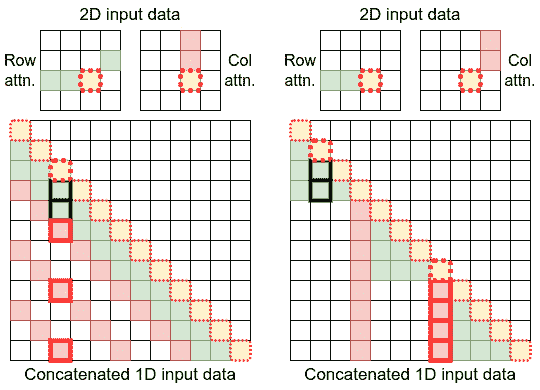 2D input data
Row attn.
Col attn.
Concatenated 1D input data
2D input data
Row attn.
Col attn.
Concatenated 1D input data